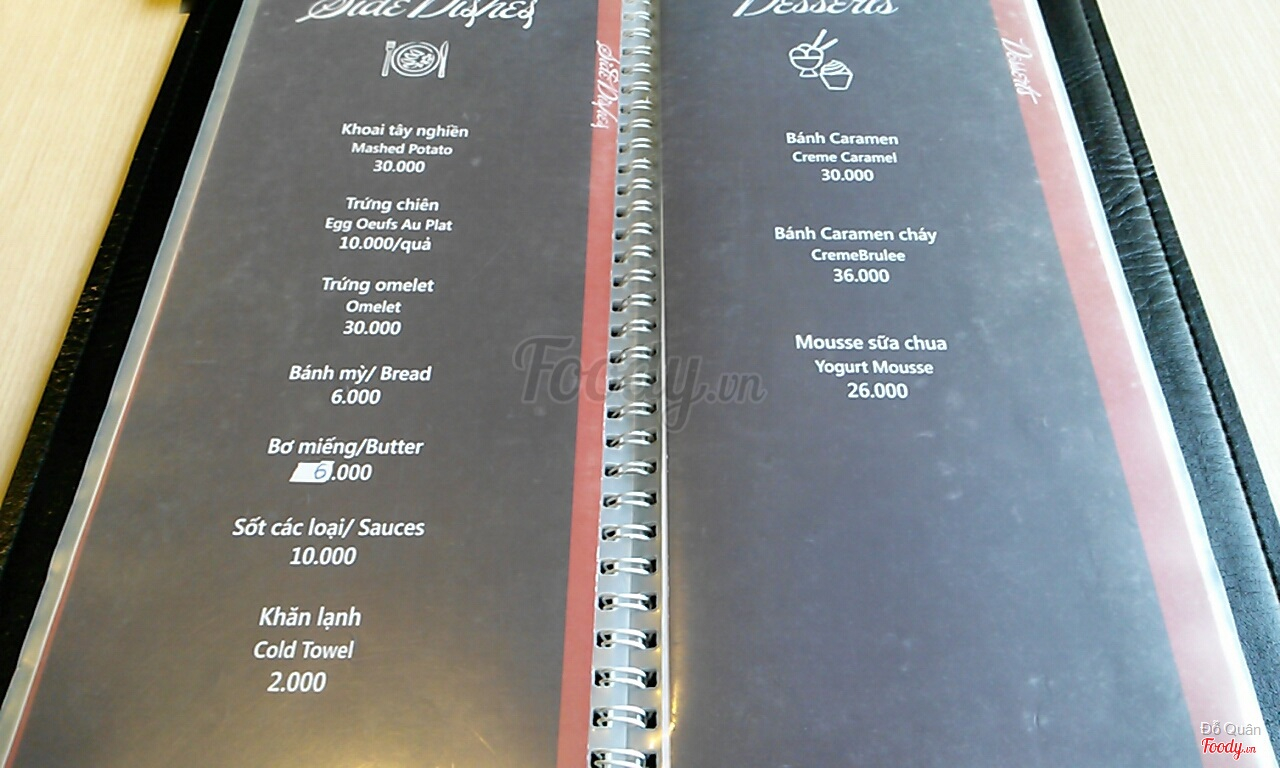 Side Dishes
Side Dishes
Khoai tây nghiền
Mashed Potato
30.000
Trứng chiên
Egg Oeufs Au Plat
10.000/quả
Trứng omelet
Omelet
30.000
Bánh mỳ/ Bread
6.000
Bơ miếng/Butter
6.000
Sốt các loại/ Sauces
10.000
Khăn lạnh
Cold Towel
2.000
Desserts
Desserts
Bánh Caramen
Creme Caramel
30.000
Bánh Caramen cháy
CremeBrulee
36.000
Mousse sữa chua
Yogurt Mousse
26.000
Foody.vn
Đỗ Quân
Foody.vn